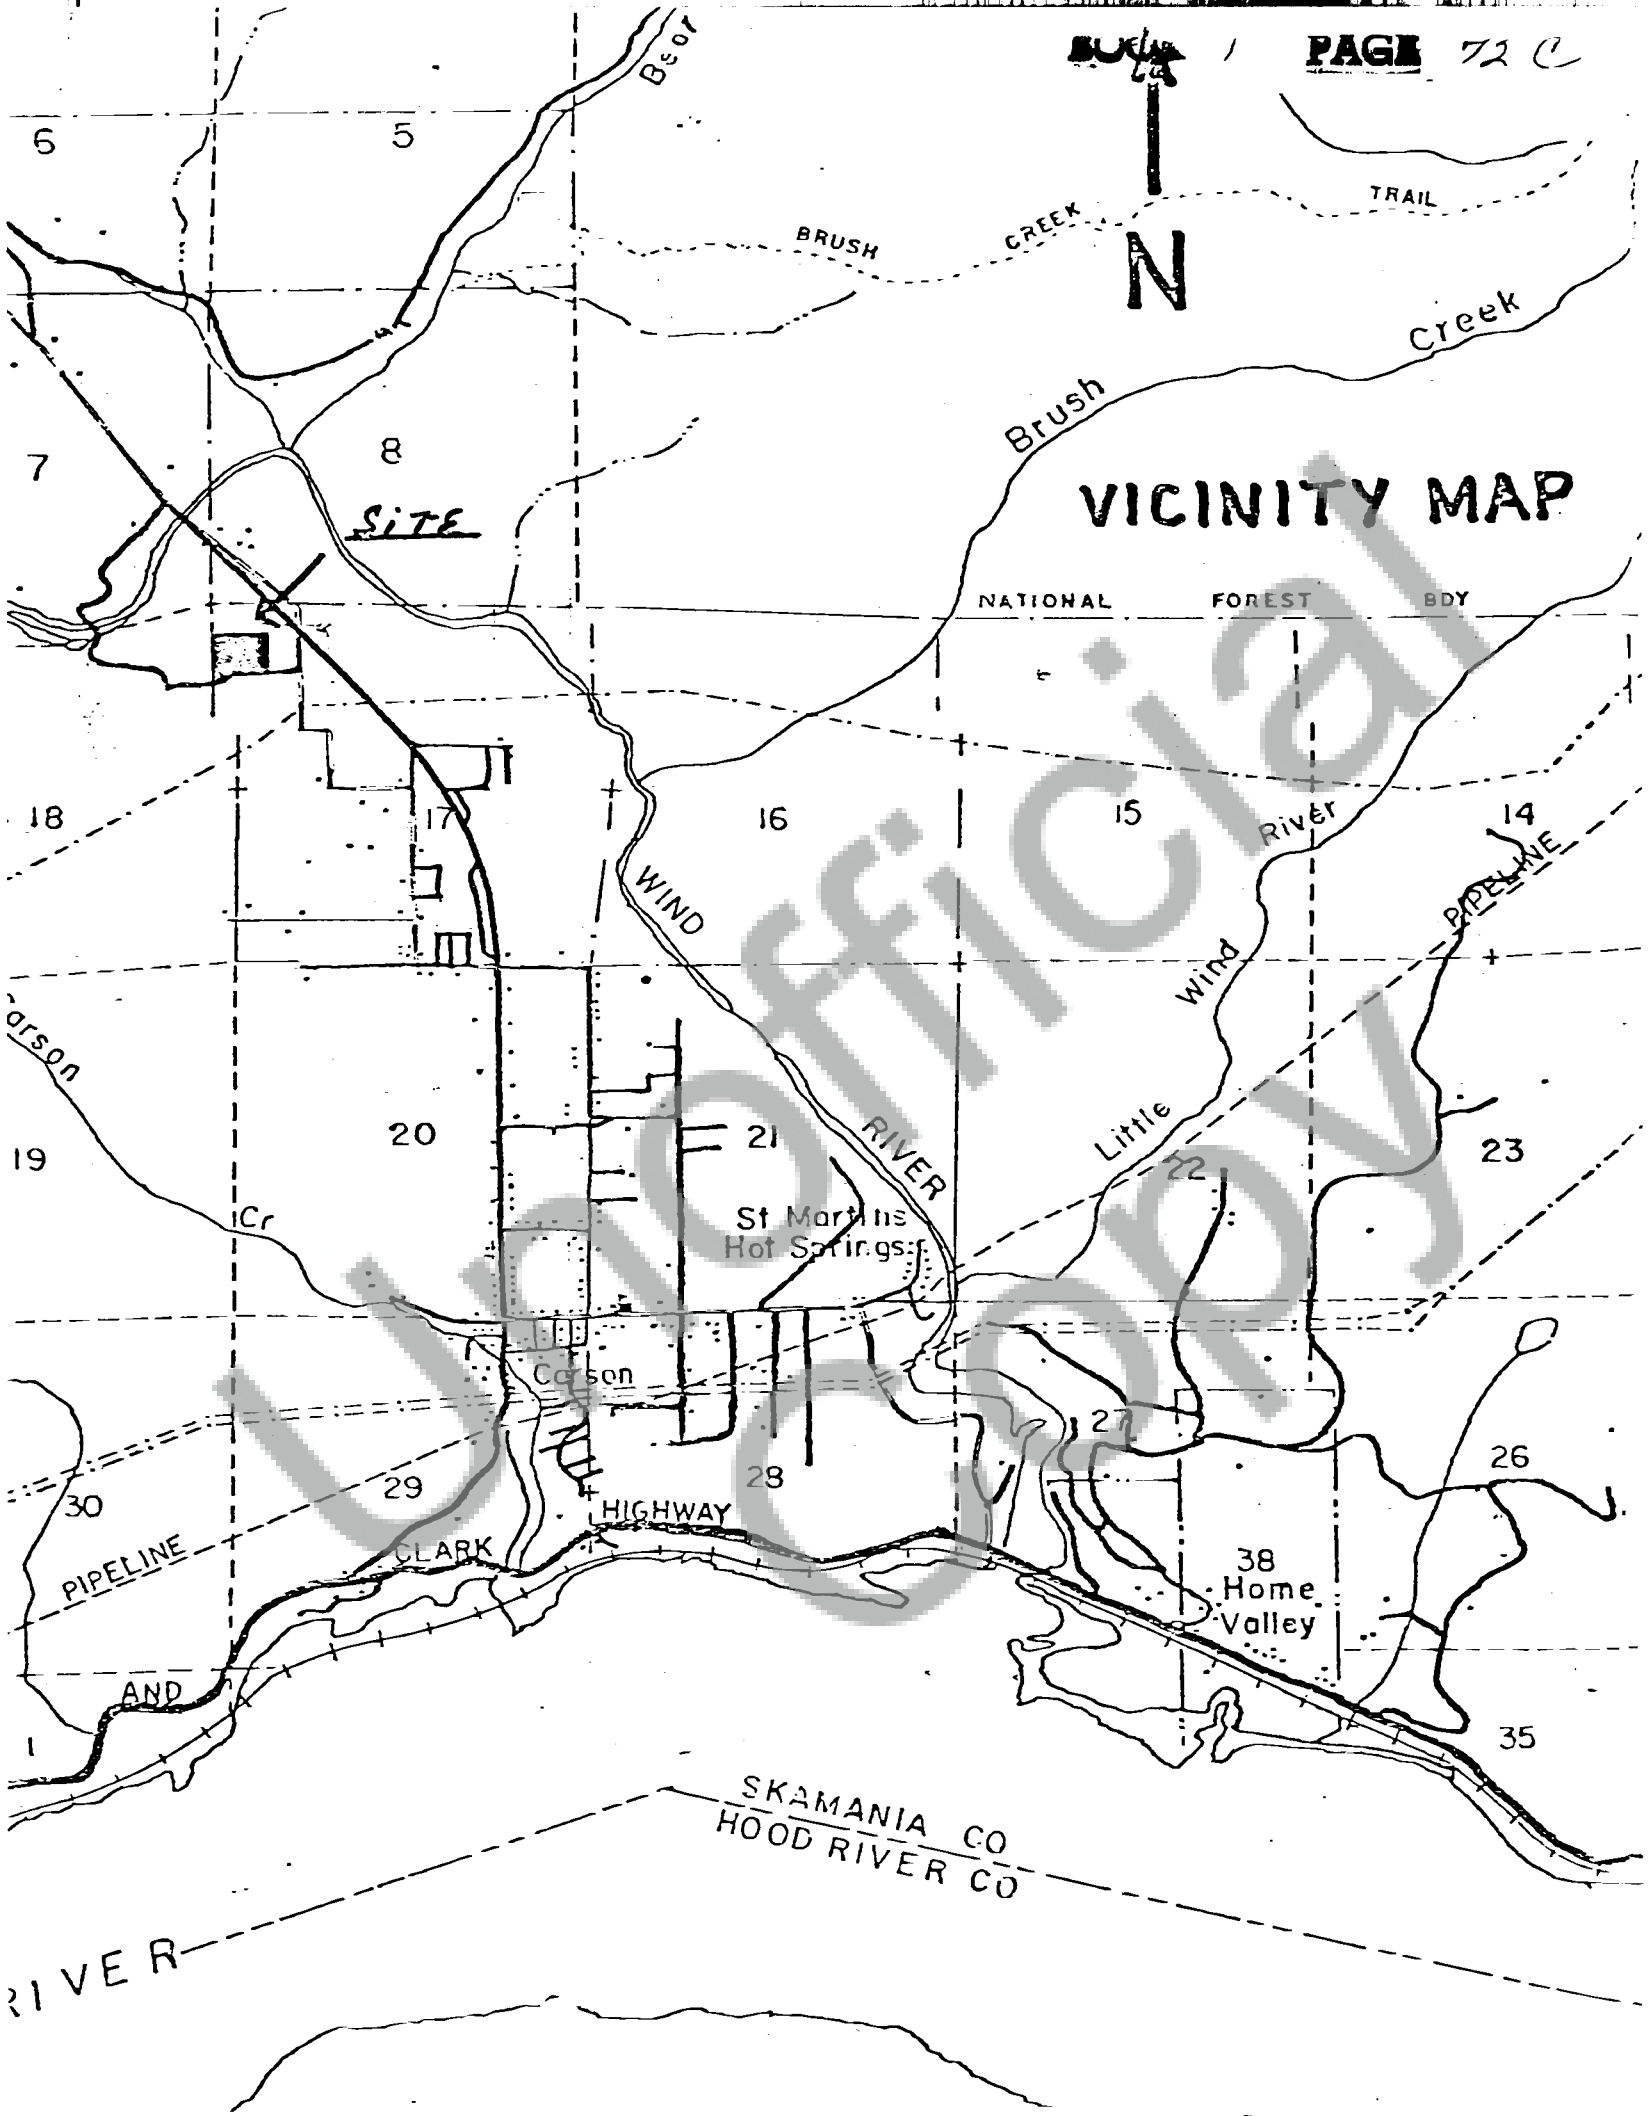 PAGE 72 C
6
5
BRUSH CREEK TRAIL
N
Brush Creek
7
8
VICINITY MAP
SITE
NATIONAL FOREST BDY
18
17
16
15
14
River
WIND
PIPELINE
Wind
arson
20
21
RIVER
Little
22
23
19
Cr
St Martins
Hot Springs
Carson
27
26
30
29
28
HIGHWAY
PIPELINE
CLARK
38
Home
Valley
AND
1
35
SKAMANIA CO
HOOD RIVER CO
RIVER
Unofficial
Copy